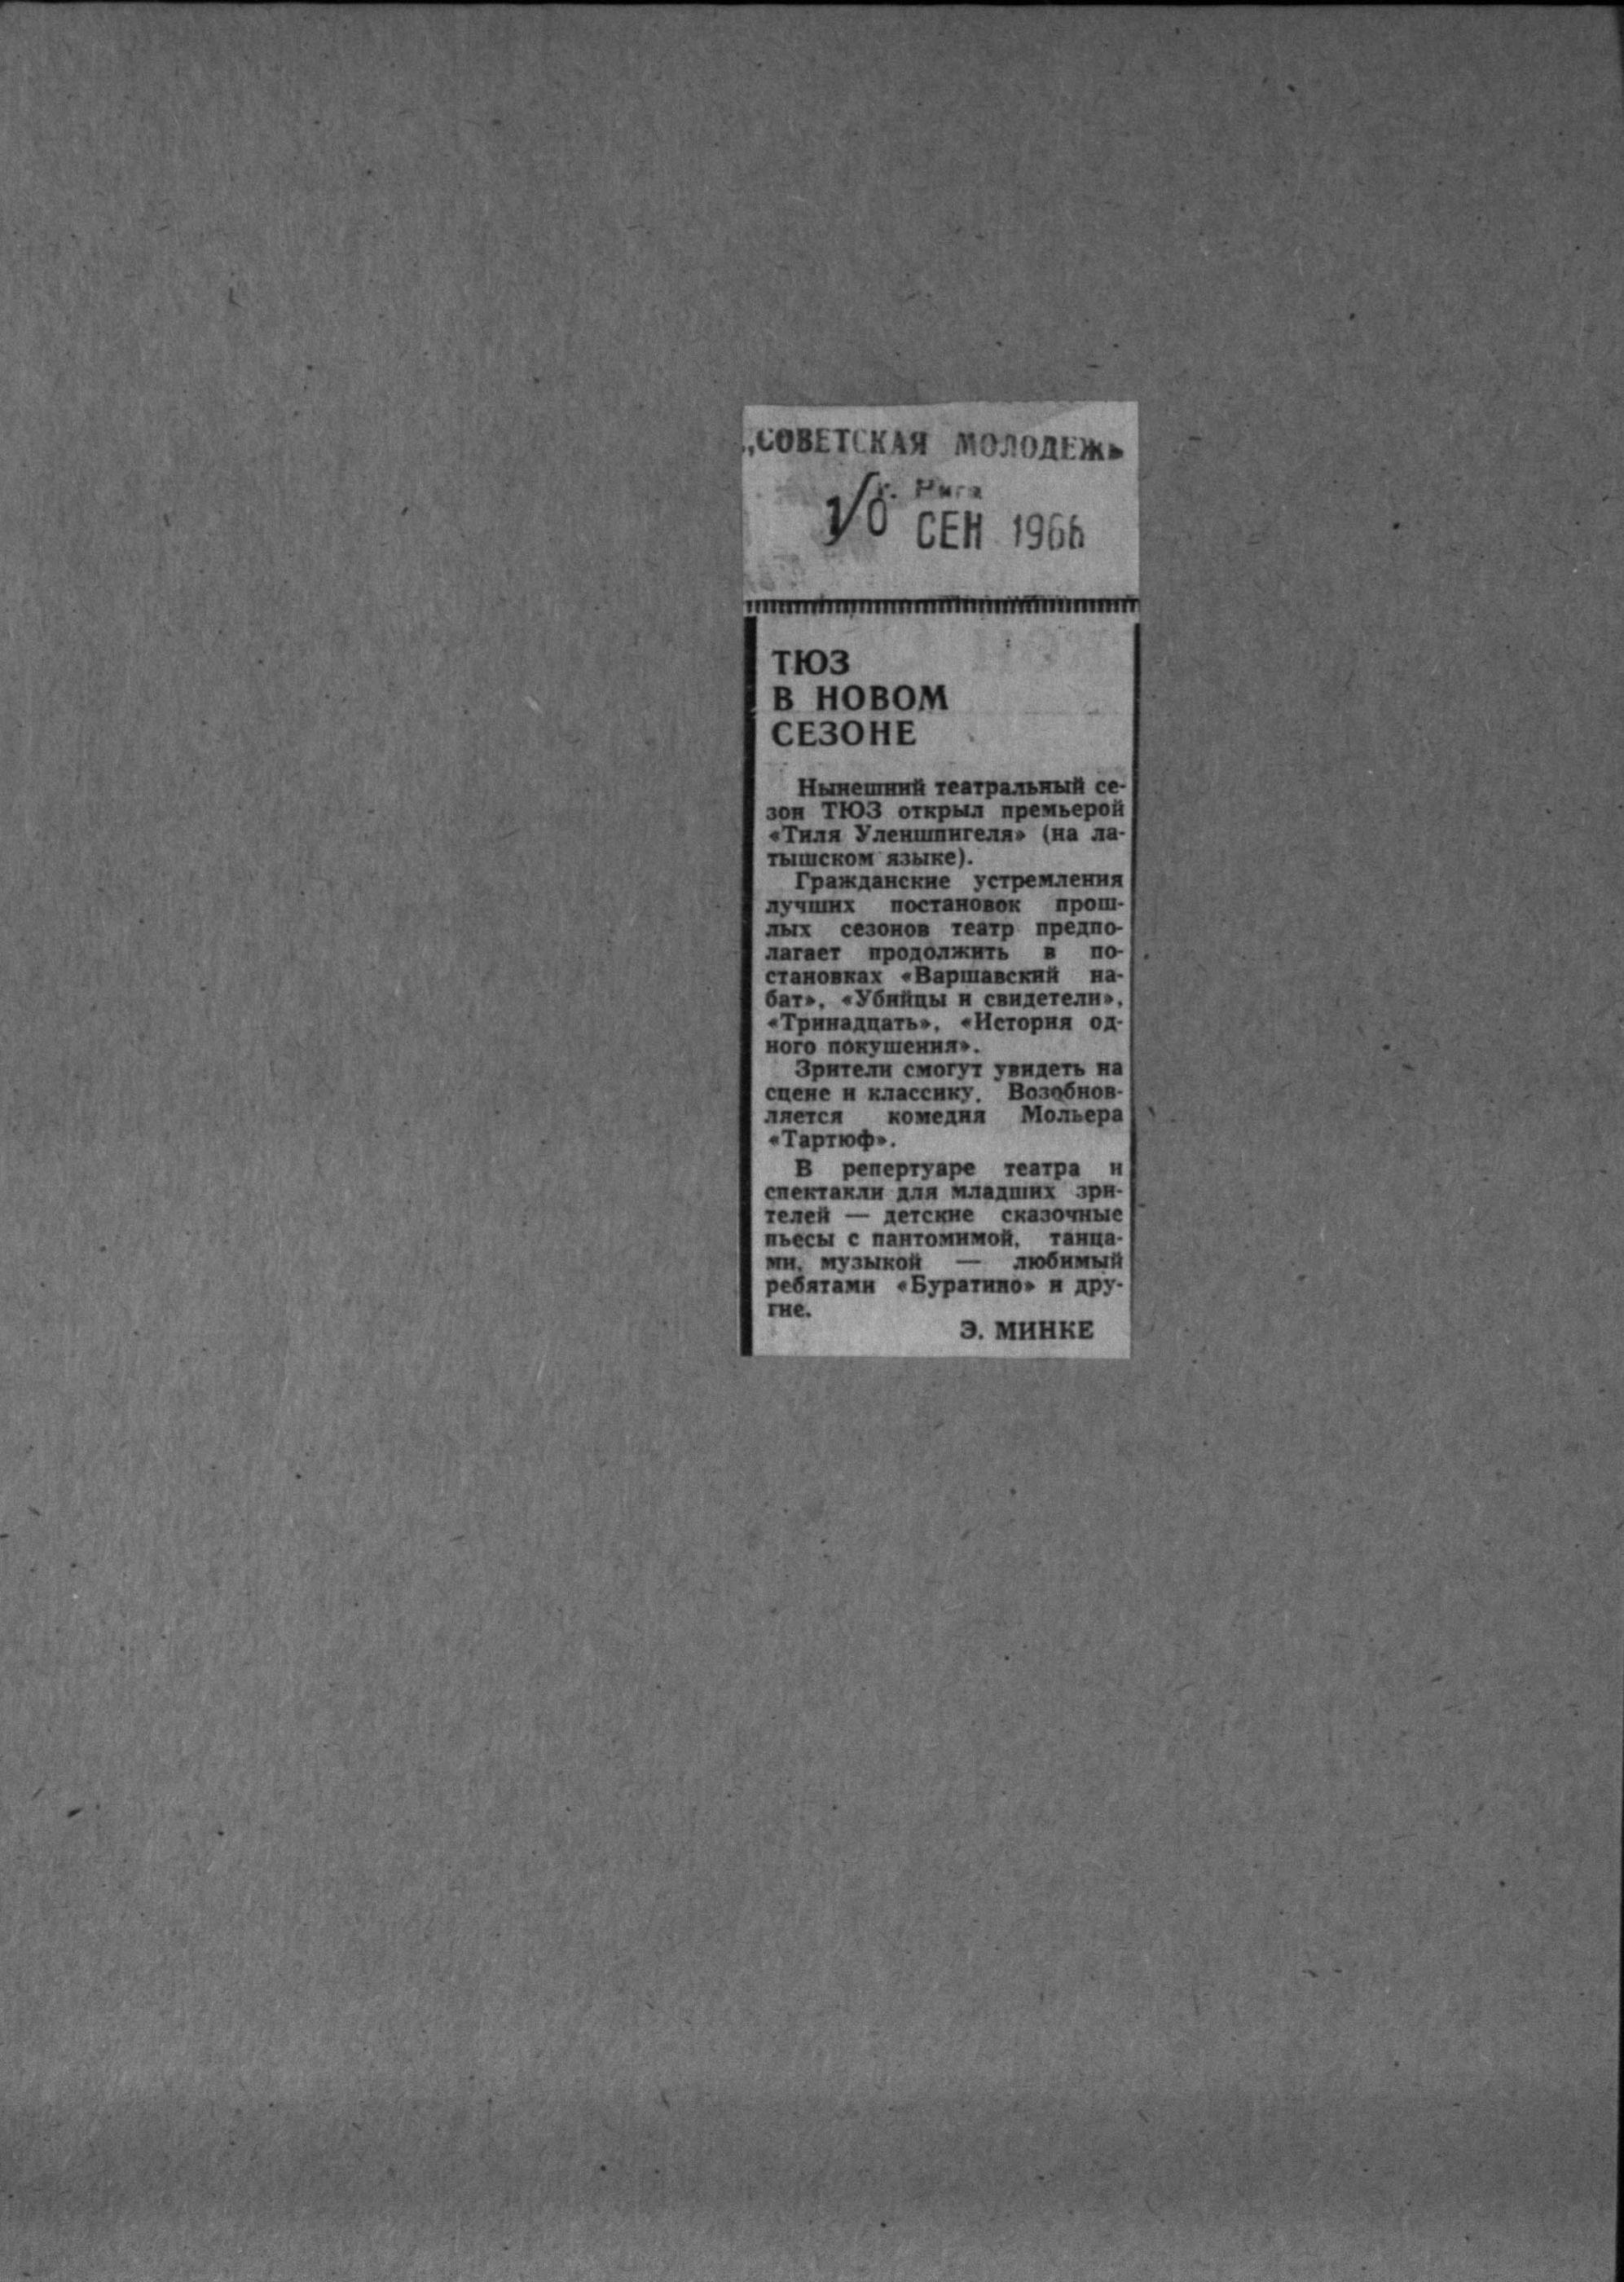 „СОВЕТСКАЯ МОЛОДЕЖЬ
г. Рига
10 СЕН 1966
ТЮЗ
В НОВОМ
СЕЗОНЕ
Нынешний театральный се-
зон ТЮЗ открыл премьерой
«Тиля Уленшпигеля» (на ла-
тышском языке).
Гражданские устремления
лучших постановок прош-
лых сезонов театр предпо-
лагает продолжить в по-
становках «Варшавский на-
бат», «Убийцы и свидетели»,
«Тринадцать», «История од-
ного покушения».
Зрители смогут увидеть на
сцене и классику. Возобнов-
ляется комедия Мольера
«Тартюф».
В репертуаре театра и
спектакли для младших зри-
телей — детские сказочные
пьесы с пантомимой, танца-
ми, музыкой — любимый
ребятами «Буратино» и дру-
гие.
Э. МИНКЕ